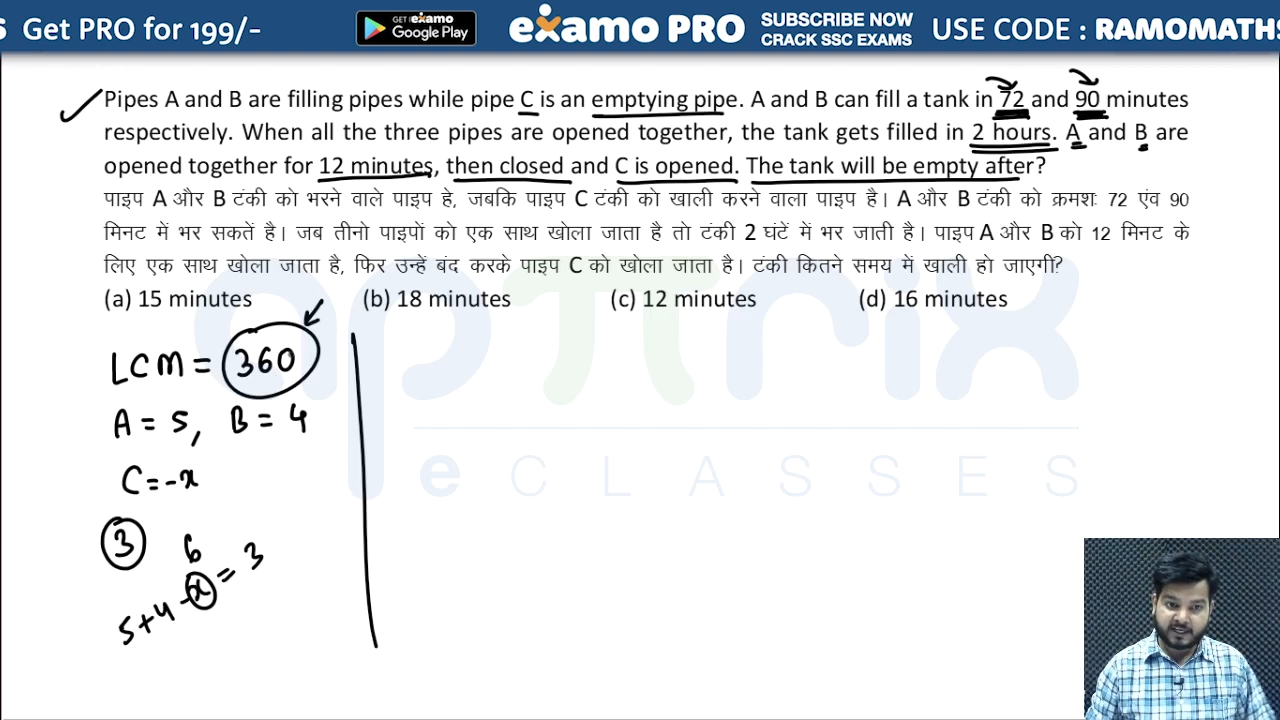 S Get PRO for 199/-
GET IT examo
Google Play
examo PRO
SUBSCRIBE NOW
CRACK SSC EXAMS
USE CODE : RAMOMATHS
Pipes A and B are filling pipes while pipe C is an emptying pipe. A and B can fill a tank in 72 and 90 minutes
respectively. When all the three pipes are opened together, the tank gets filled in 2 hours. A and B are
opened together for 12 minutes, then closed and C is opened. The tank will be empty after?
पाइप A और B टंकी को भरने वाले पाइप हे, जबकि पाइप C टंकी को खाली करने वाला पाइप है। A और B टंकी को क्रमशः 72 एंव 90
मिनट में भर सकतें है। जब तीनो पाइपों को एक साथ खोला जाता है तो टंकी 2 घंटें में भर जाती है। पाइप A और B को 12 मिनट के
लिए एक साथ खोला जाता है, फिर उन्हें बंद करके पाइप C को खोला जाता है। टंकी कितने समय में खाली हो जाएगी?
(a) 15 minutes (b) 18 minutes (c) 12 minutes (d) 16 minutes
LCM = 360
A = 5, B = 4
C = -x
3 6
5+4-x = 3
apπrix
eCLASSES